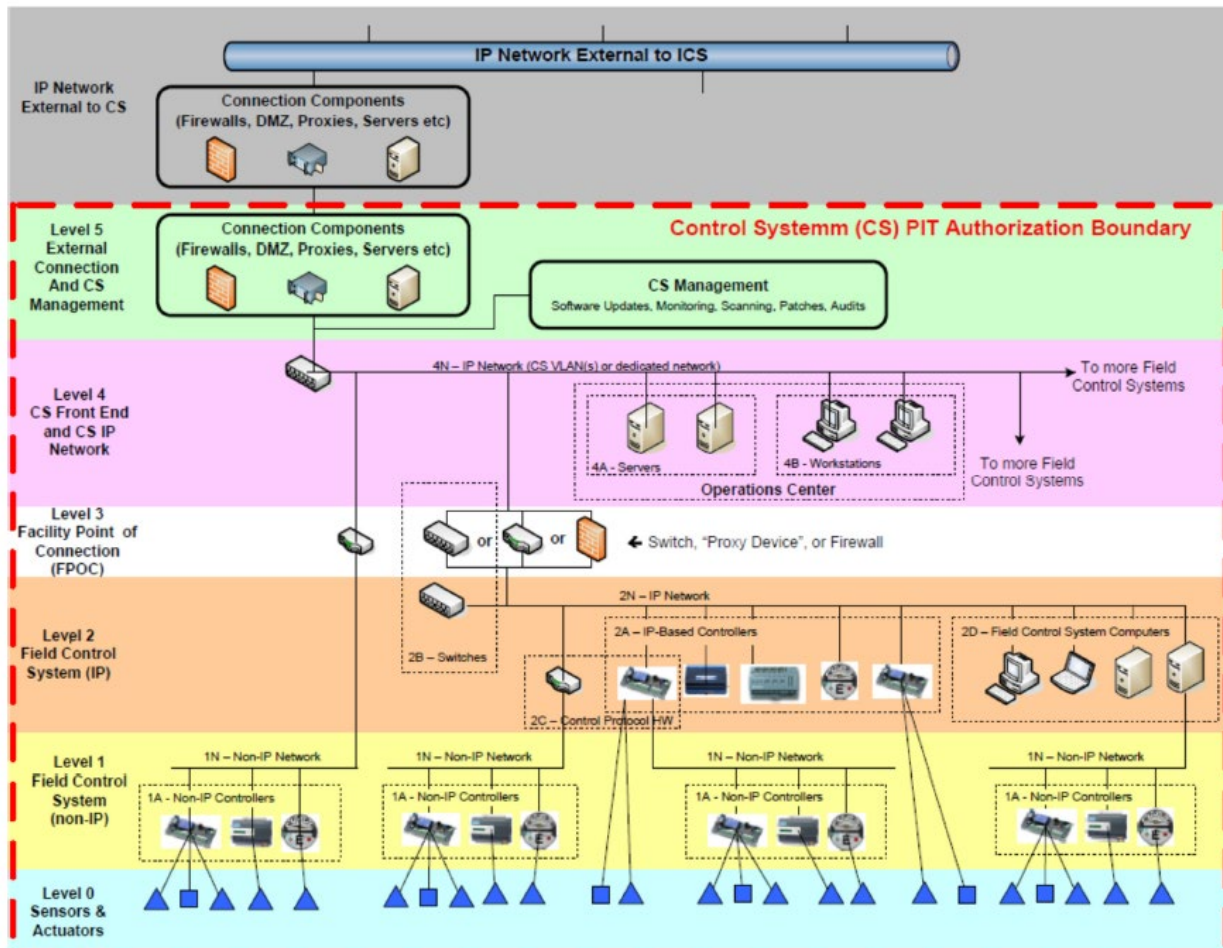 IP Network External to ICS
IP Network
External to CS
Connection Components
(Firewalls, DMZ, Proxies, Servers etc)
Level 5
External
Connection
And CS
Management
Connection Components
(Firewalls, DMZ, Proxies, Servers etc)
Control Systemm (CS) PIT Authorization Boundary
CS Management
Software Updates, Monitoring, Scanning, Patches, Audits
Level 4
CS Front End
and CS IP
Network
4N – IP Network (CS VLAN(s) or dedicated network)
To more Field
Control Systems
4A - Servers
4B - Workstations
Operations Center
To more Field
Control Systems
Level 3
Facility Point of
Connection
(FPOC)
or
or
← Switch, "Proxy Device", or Firewall
Level 2
Field Control
System (IP)
2N – IP Network
2A – IP-Based Controllers
2D – Field Control System Computers
2B – Switches
2C – Control Protocol HW
E
Level 1
Field Control
System
(non-IP)
1N – Non-IP Network
1N – Non-IP Network
1N – Non-IP Network
1N – Non-IP Network
1A - Non-IP Controllers
1A - Non-IP Controllers
1A - Non-IP Controllers
1A - Non-IP Controllers
E
E
E
E
Level 0
Sensors &
Actuators